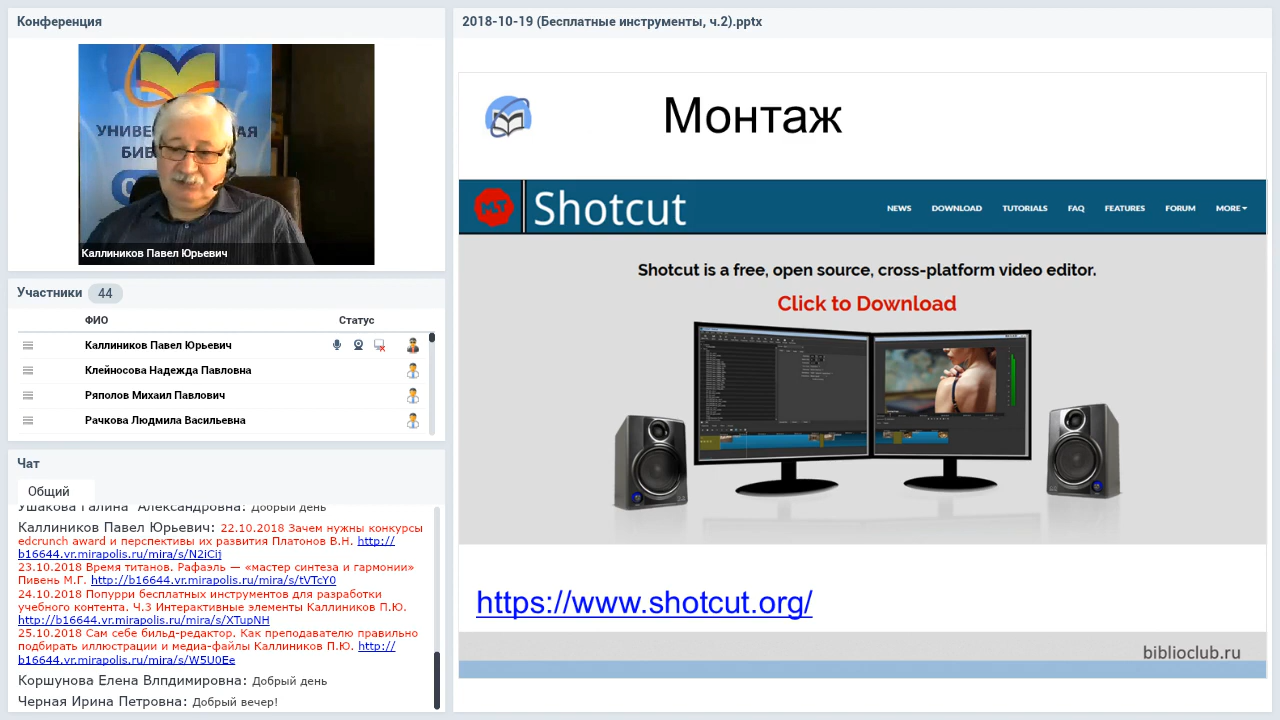 Конференция
УНИВЕ
НАЯ
АЯ
БИБ
Каллиников Павел Юрьевич
Участники 44
ФИО Статус
Каллиников Павел Юрьевич
Клейносова Надежда Павловна
Ряполов Михаил Павлович
Рачкова Людмила Васильевна
Чат
Общий
Ушакова Галина Александровна: Добрый день
Каллиников Павел Юрьевич: 22.10.2018 Зачем нужны конкурсы
edcrunch award и перспективы их развития Платонов В.Н. http://
b16644.vr.mirapolis.ru/mira/s/N2iCij
23.10.2018 Время титанов. Рафаэль — «мастер синтеза и гармонии»
Пивень М.Г. http://b16644.vr.mirapolis.ru/mira/s/tVTcY0
24.10.2018 Попурри бесплатных инструментов для разработки
учебного контента. Ч.3 Интерактивные элементы Каллиников П.Ю.
http://b16644.vr.mirapolis.ru/mira/s/XTupNH
25.10.2018 Сам себе бильд-редактор. Как преподавателю правильно
подбирать иллюстрации и медиа-файлы Каллиников П.Ю. http://
b16644.vr.mirapolis.ru/mira/s/W5U0Ee
Коршунова Елена Влпдимировна: Добрый день
Черная Ирина Петровна: Добрый вечер!
2018-10-19 (Бесплатные инструменты, ч.2).pptx
Монтаж
Shotcut
NEWS DOWNLOAD TUTORIALS FAQ FEATURES FORUM MORE
Shotcut is a free, open source, cross-platform video editor.
Click to Download
https://www.shotcut.org/
biblioclub.ru